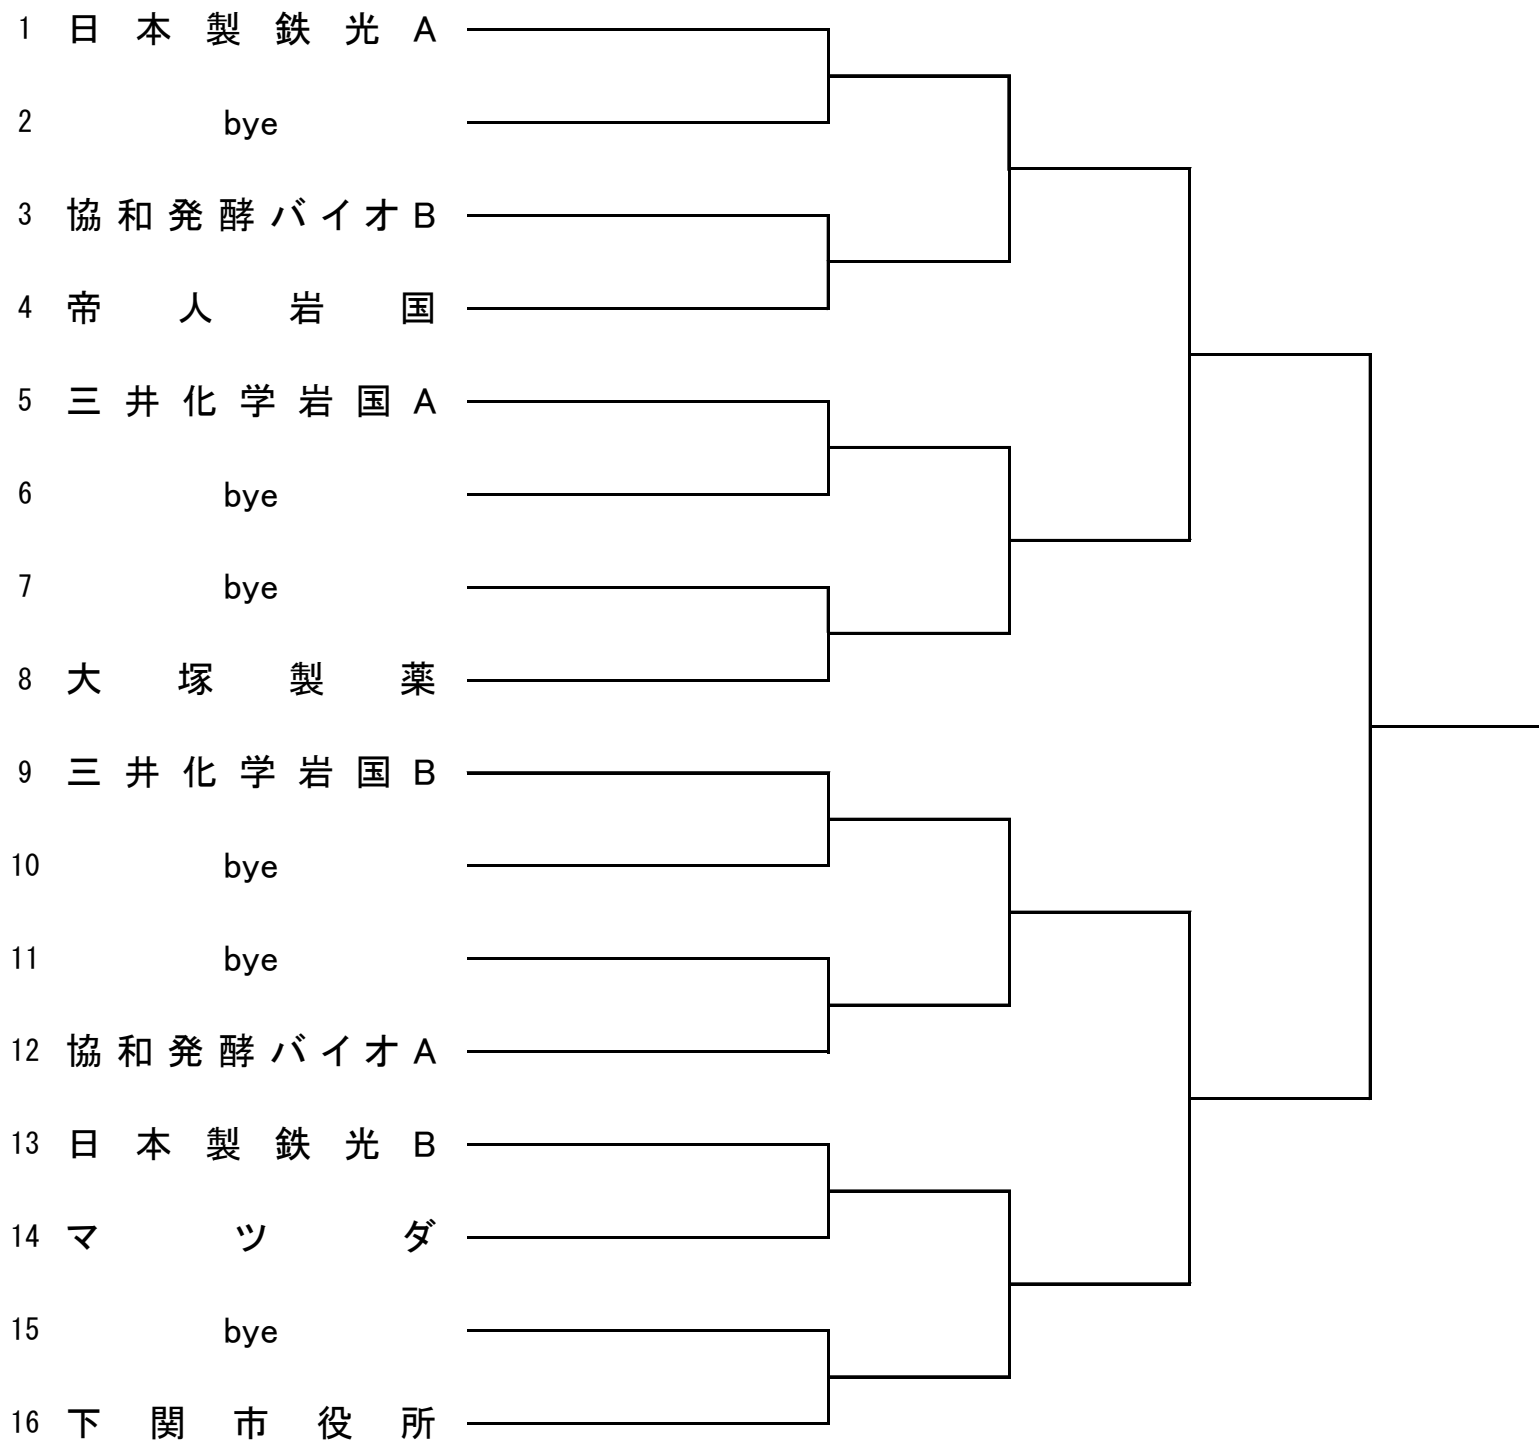 1 日本製鉄光A
2 bye
3 協和発酵バイオB
4 帝人岩国
5 三井化学岩国A
6 bye
7 bye
8 大塚製薬
9 三井化学岩国B
10 bye
11 bye
12 協和発酵バイオA
13 日本製鉄光B
14 マツダ
15 bye
16 下関市役所